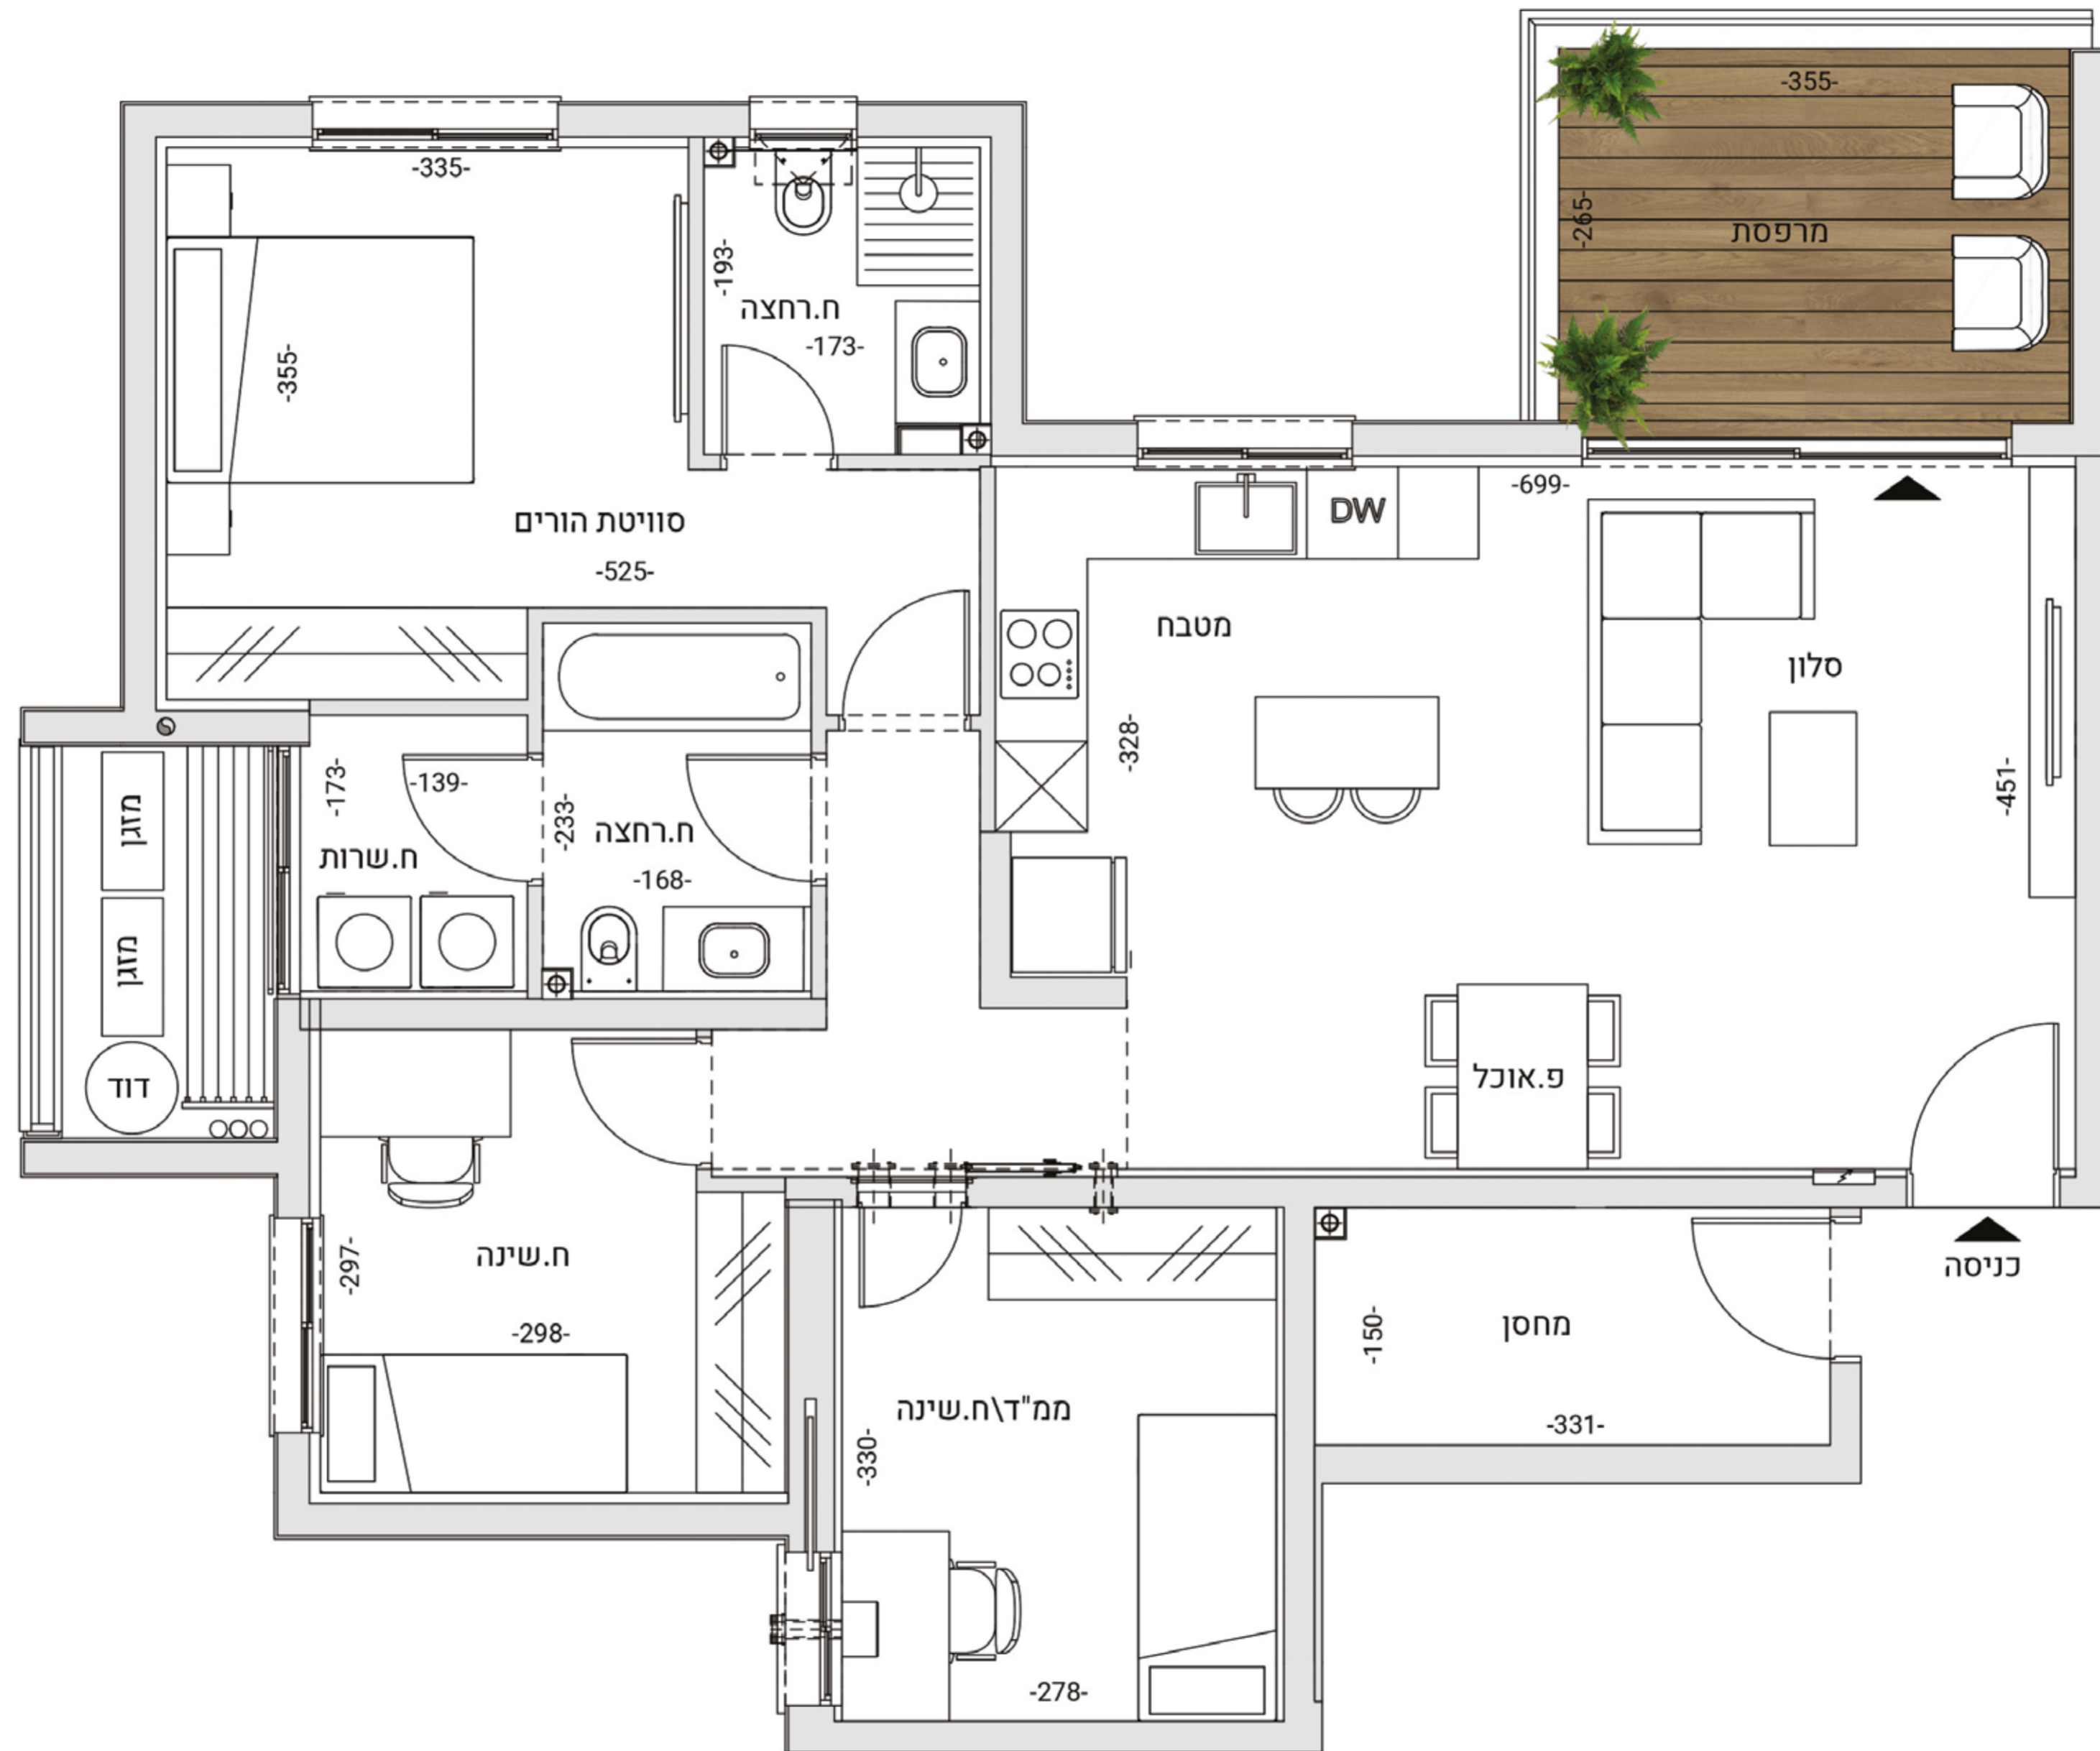 -355-
-265-
מרפסת
-335-
-355-
-193-
ח.רחצה
-173-
סוויטת הורים
-525-
-699-
DW
מטבח
-328-
סלון
-451-
-173-
-139-
ח.שרות
-233-
ח.רחצה
-168-
מזגן
מזגן
דוד
פ.אוכל
-297-
ח.שינה
-298-
כניסה
מחסן
-150-
-331-
ממ"ד\ח.שינה
-330-
-278-